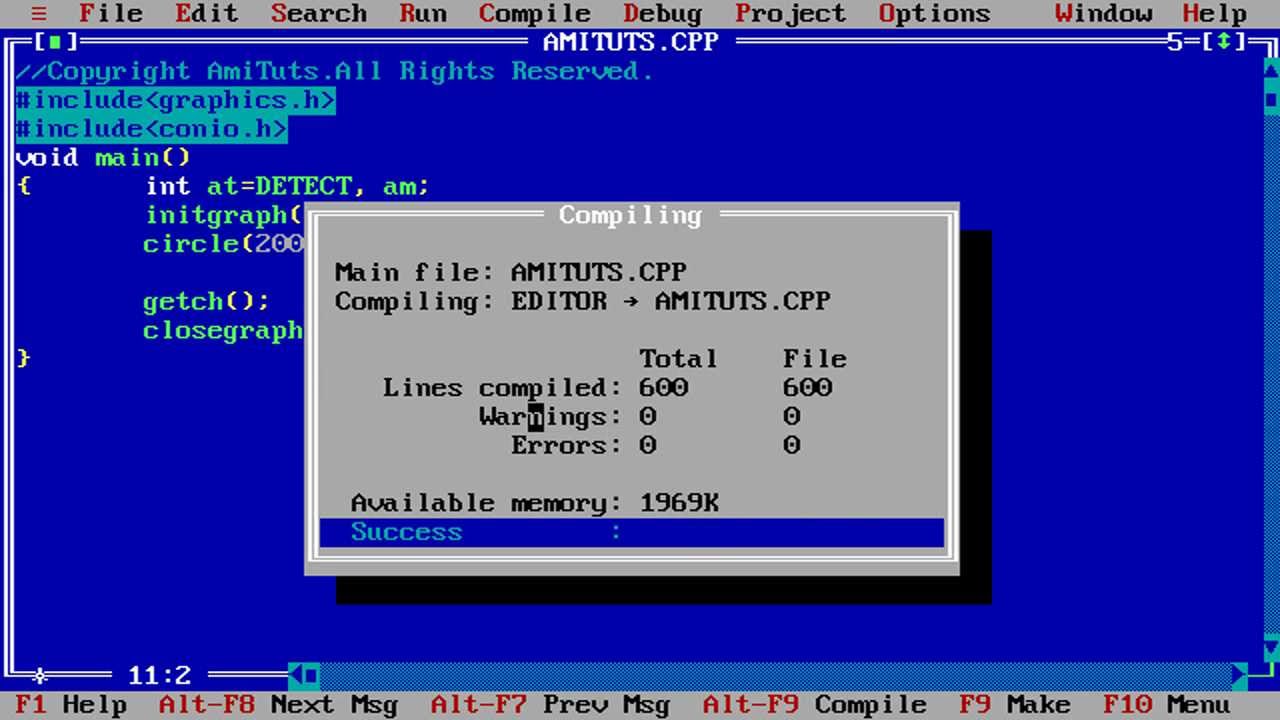 ≡ File Edit Search Run Compile Debug Project Options Window Help
[■] AMITUTS.CPP 5=[↕]
//Copyright AmiTuts.All Rights Reserved.
#include<graphics.h>
#include<conio.h>
void main()
{ int at=DETECT, am;
initgraph(
circle(200
getch();
closegraph
}
Compiling
Main file: AMITUTS.CPP
Compiling: EDITOR → AMITUTS.CPP
Total File
Lines compiled: 600 600
Warnings: 0 0
Errors: 0 0
Available memory: 1969K
Success :
11:2
F1 Help Alt-F8 Next Msg Alt-F7 Prev Msg Alt-F9 Compile F9 Make F10 Menu